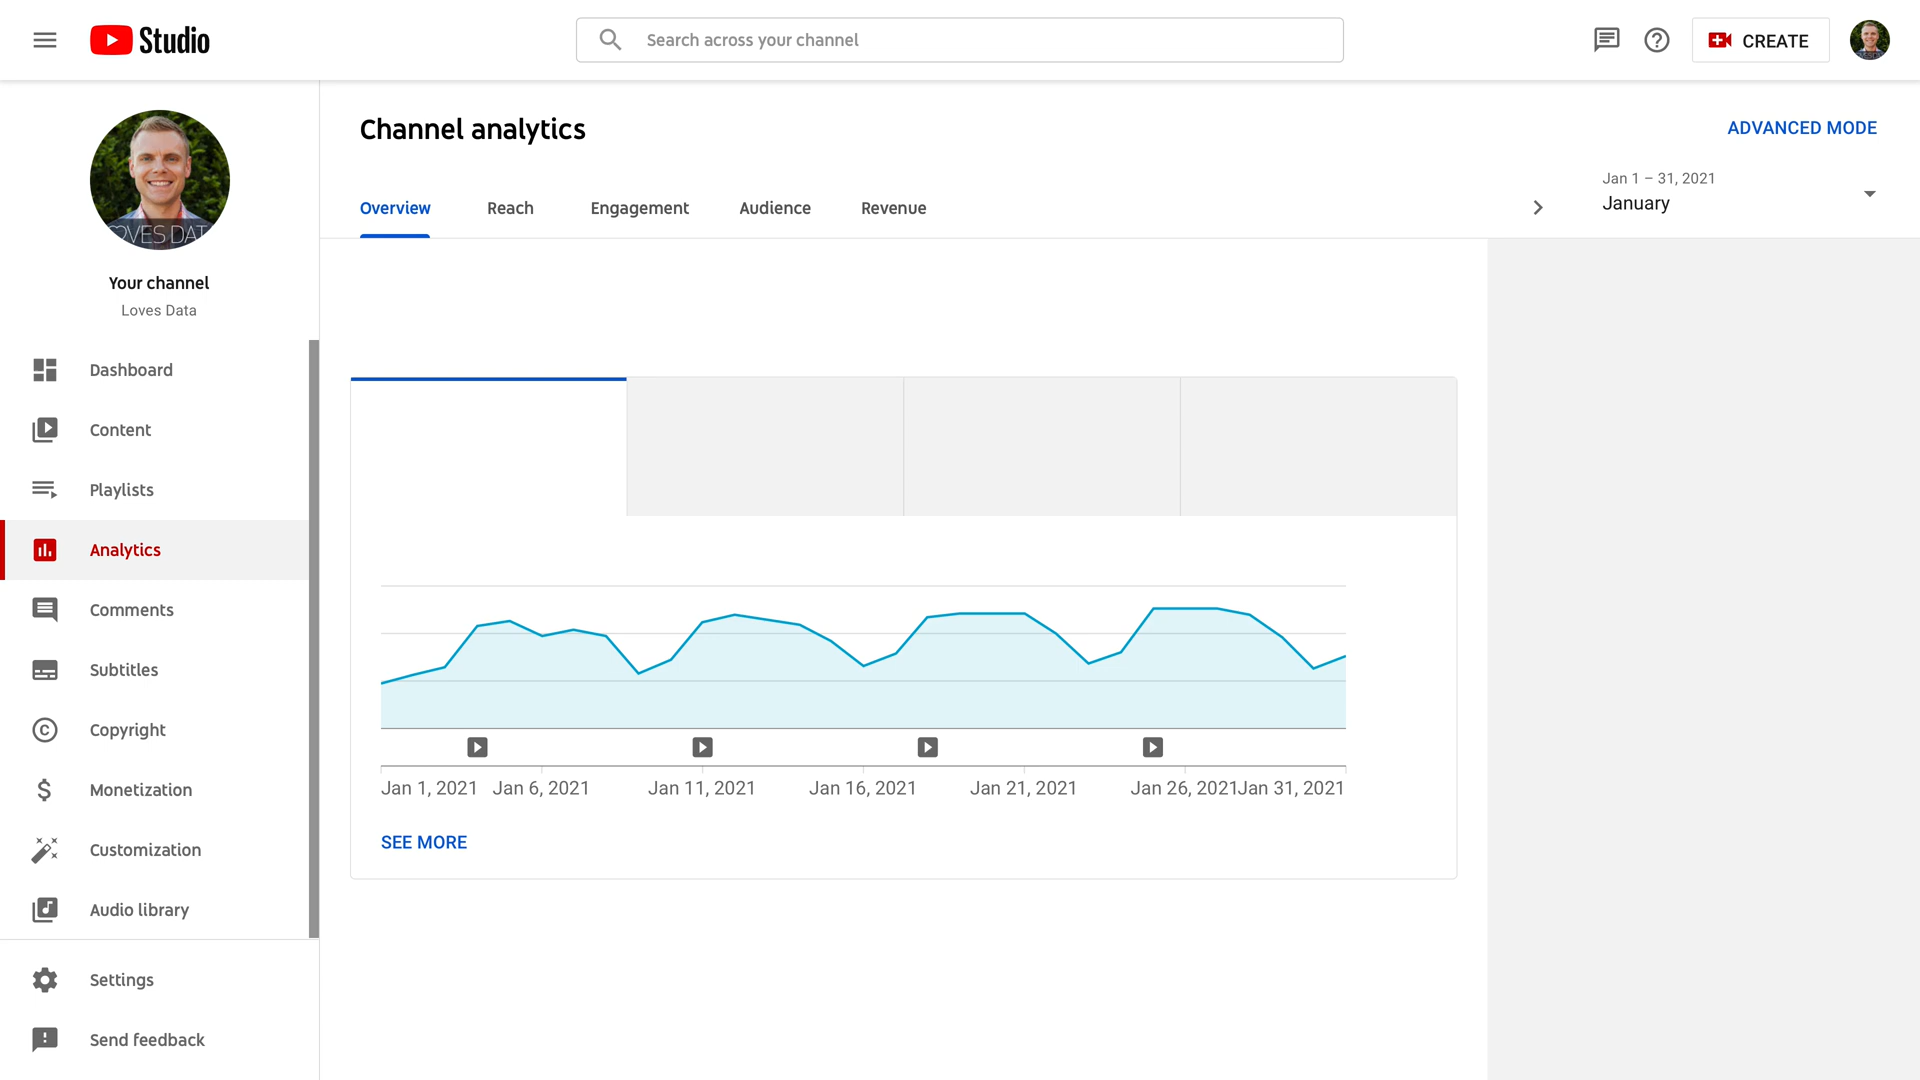 Studio
Search across your channel
CREATE
Channel analytics
ADVANCED MODE
Overview
Reach
Engagement
Audience
Revenue
Jan 1 – 31, 2021
January
Your channel
Loves Data
Dashboard
Content
Playlists
Analytics
Comments
Subtitles
Copyright
Monetization
Customization
Audio library
Settings
Send feedback
Jan 1, 2021
Jan 6, 2021
Jan 11, 2021
Jan 16, 2021
Jan 21, 2021
Jan 26, 2021
Jan 31, 2021
SEE MORE